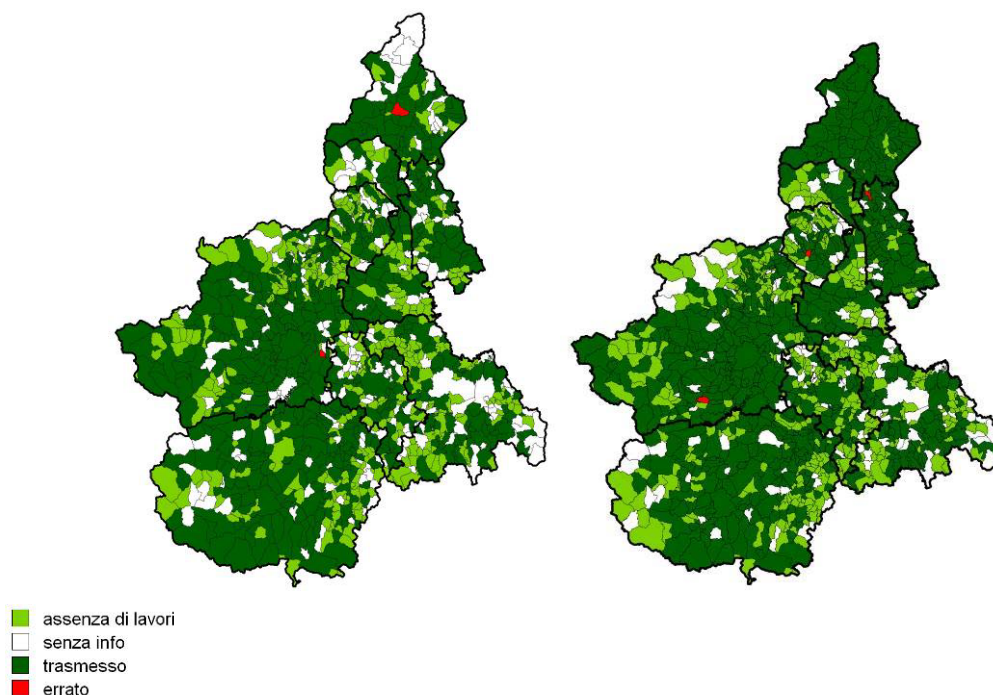 assenza di lavori
senza info
trasmesso
errato